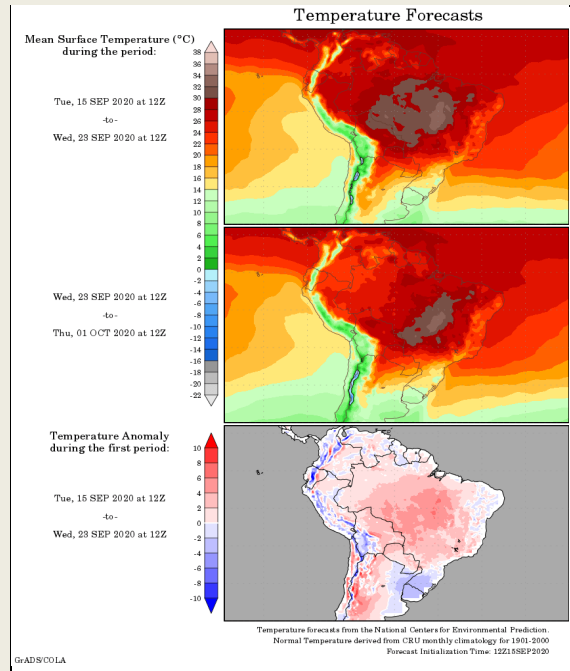 Temperature Forecasts
Mean Surface Temperature (°C)
during the period:
Tue, 15 SEP 2020 at 12Z
-to-
Wed, 23 SEP 2020 at 12Z
38
36
34
32
30
28
26
24
22
20
18
16
14
12
10
8
6
4
2
0
-2
-4
-6
-8
-10
-12
-14
-16
-18
-20
-22
Wed, 23 SEP 2020 at 12Z
-to-
Thu, 01 OCT 2020 at 12Z
Temperature Anomaly
during the first period:
Tue, 15 SEP 2020 at 12Z
-to-
Wed, 23 SEP 2020 at 12Z
10
8
6
4
2
0
-2
-4
-6
-8
-10
Temperature forecasts from the National Centers for Environmental Prediction.
Normal Temperature derived from CRU monthly climatology for 1901-2000
Forecast Initialization Time: 12Z15SEP2020
GrADS/COLA